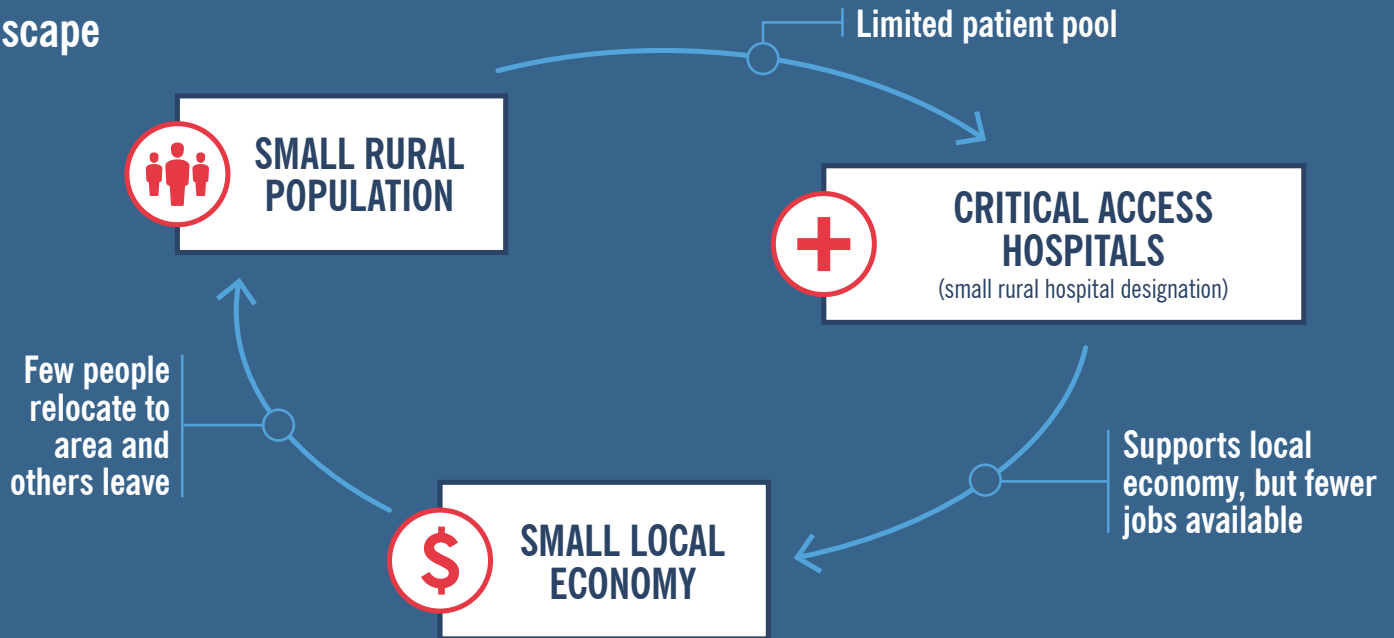 scape
Limited patient pool
SMALL RURAL
POPULATION
CRITICAL ACCESS
HOSPITALS
(small rural hospital designation)
Few people
relocate to
area and
others leave
Supports local
economy, but fewer
jobs available
$
SMALL LOCAL
ECONOMY